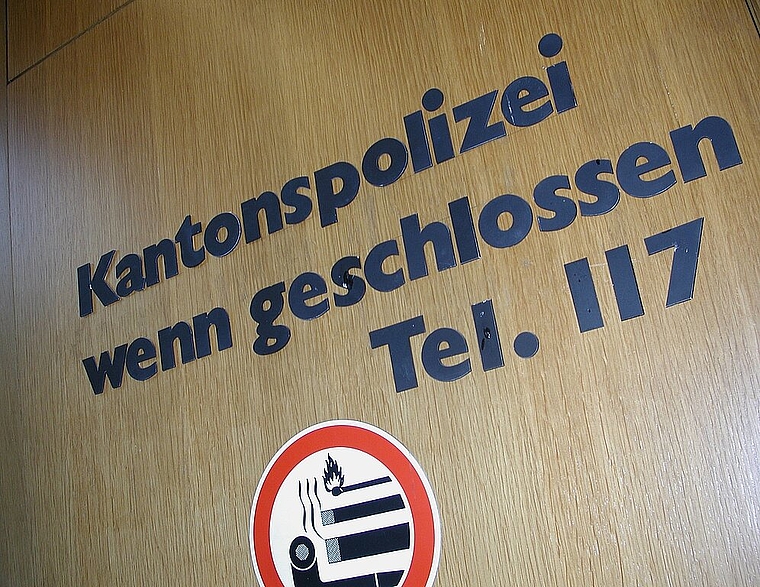 Kantonspolizei
wenn geschlossen
Tel. 117